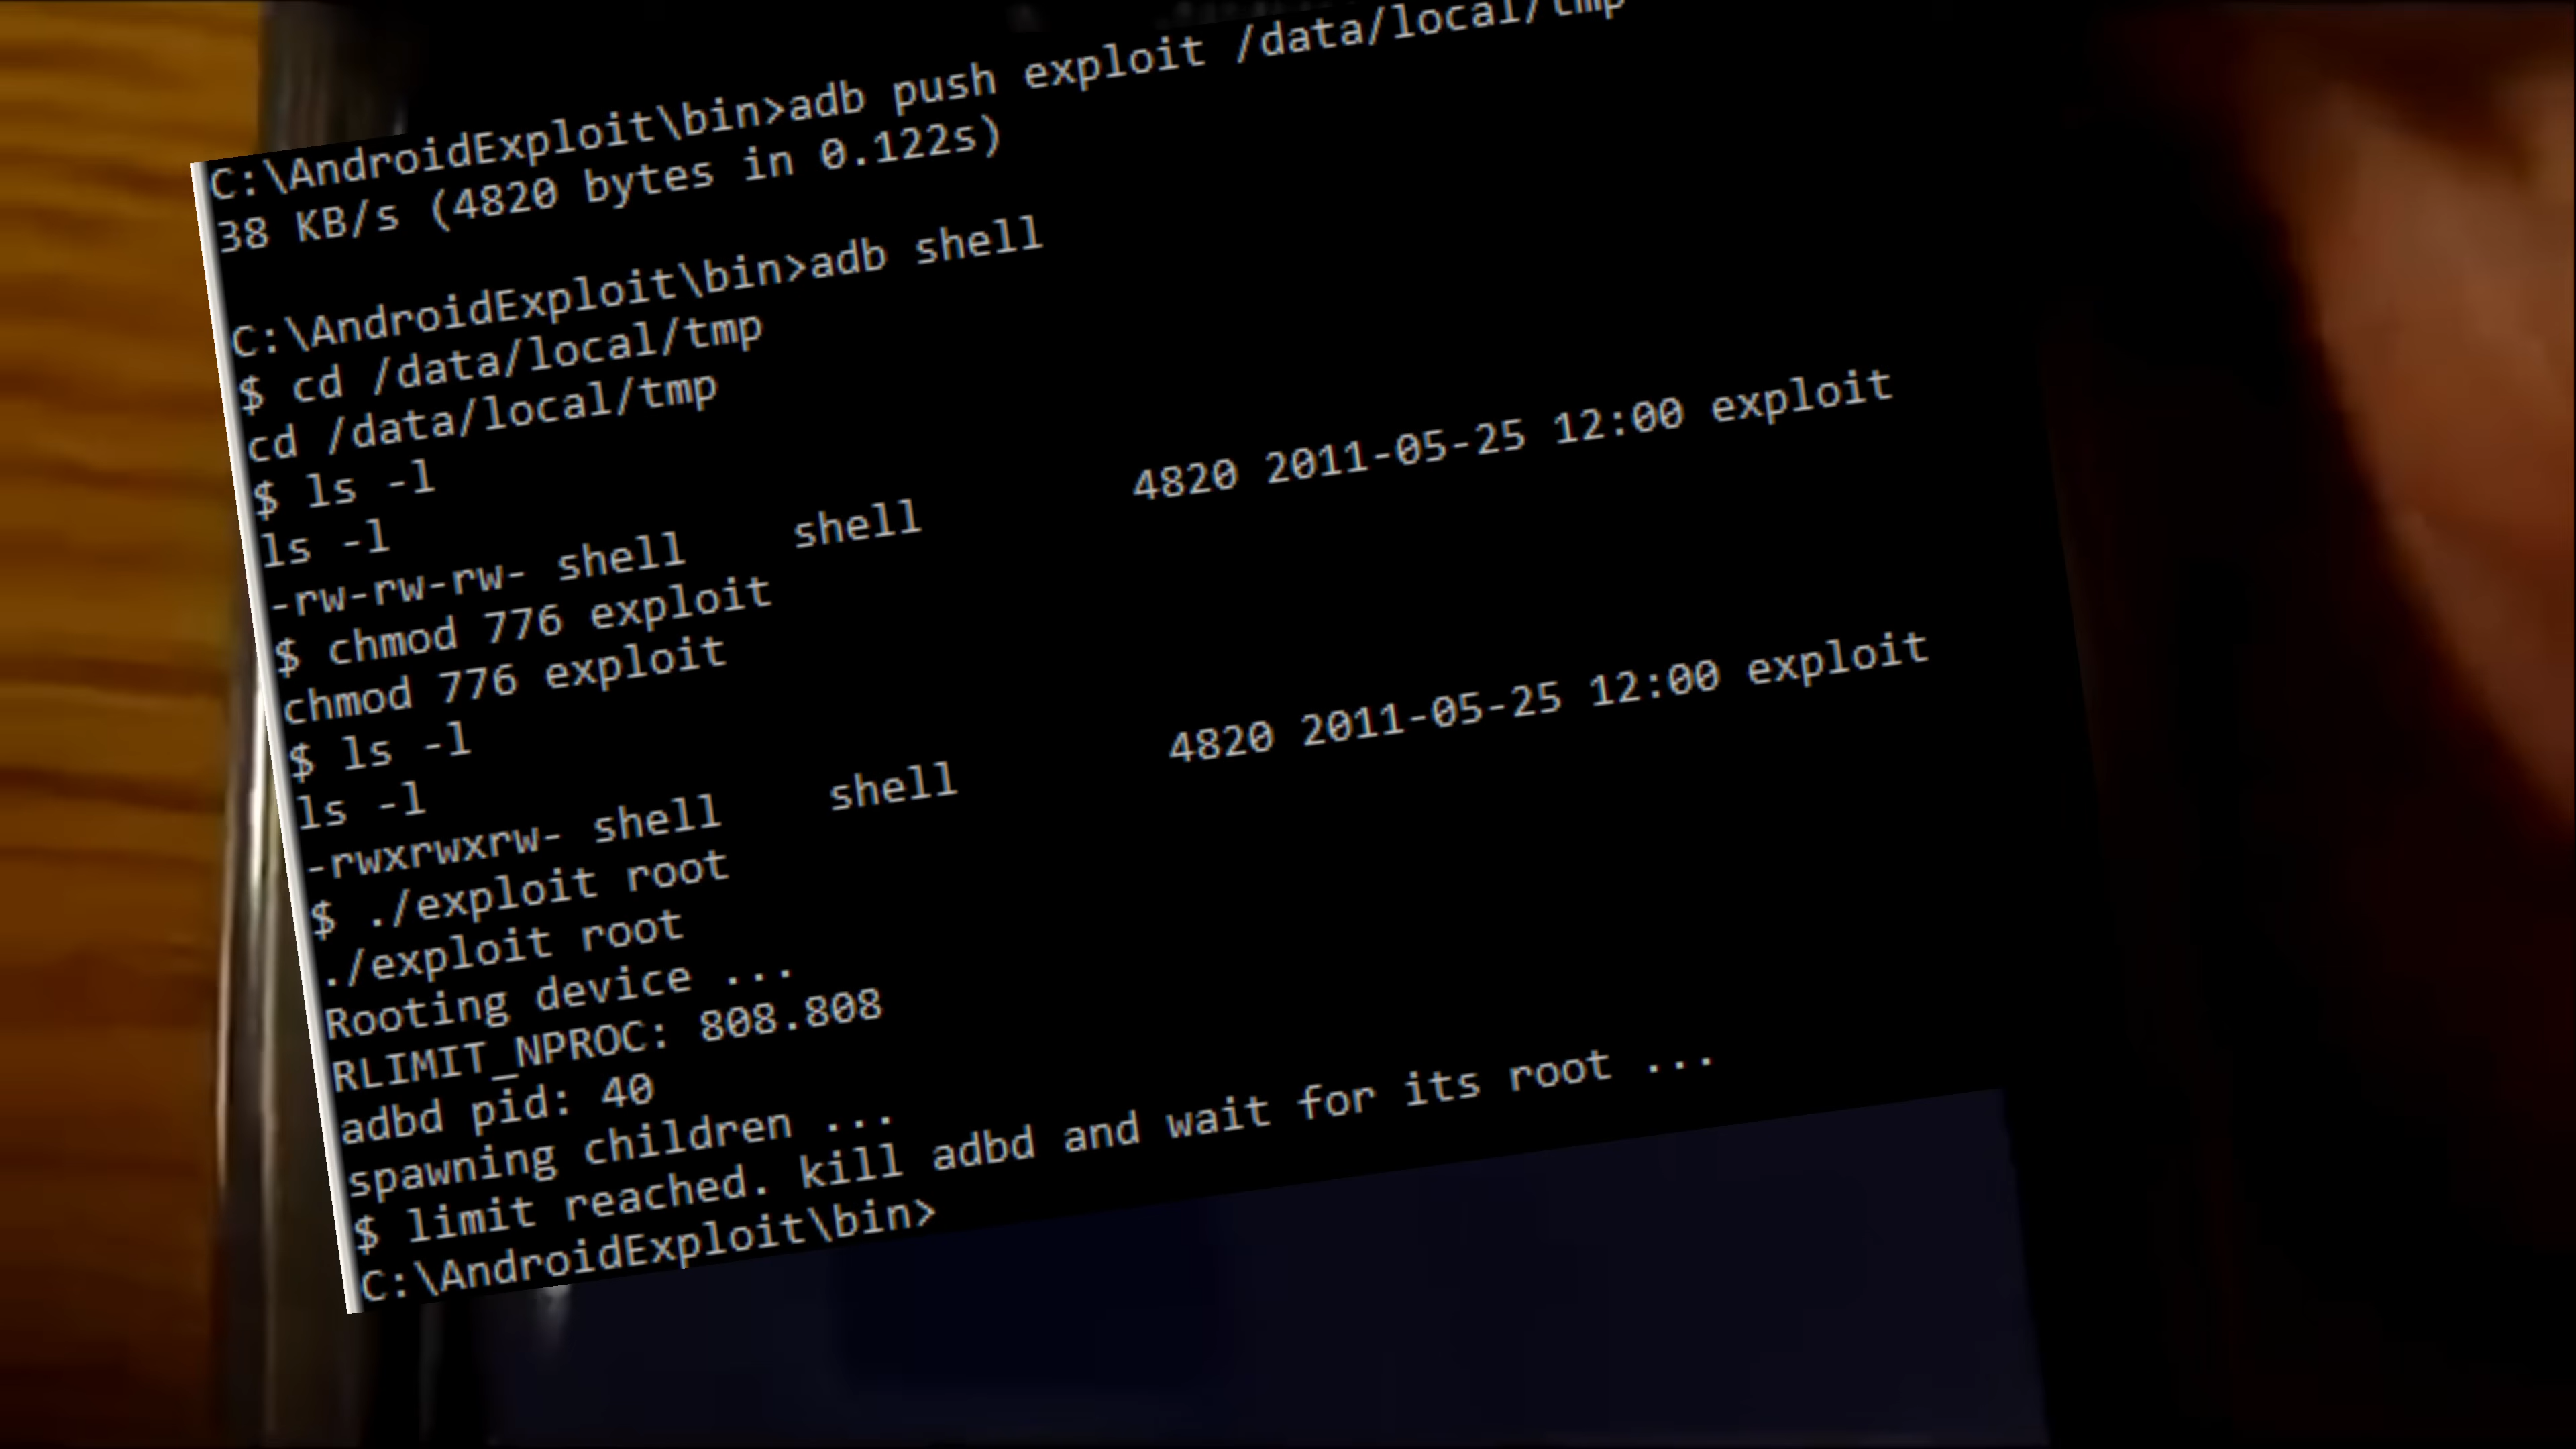 C:\AndroidExploit\bin>adb push exploit /data/local/tmp
38 KB/s (4820 bytes in 0.122s)
C:\AndroidExploit\bin>adb shell
$ cd /data/local/tmp
cd /data/local/tmp
$ ls -l
ls -l
-rw-rw-rw- shell    shell        4820 2011-05-25 12:00 exploit
$ chmod 776 exploit
chmod 776 exploit
$ ls -l
ls -l
-rwxrwxrw- shell    shell        4820 2011-05-25 12:00 exploit
$ ./exploit root
./exploit root
Rooting device ...
RLIMIT_NPROC: 808.808
adbd pid: 40
spawning children ...
$ limit reached. kill adbd and wait for its root ...
C:\AndroidExploit\bin>